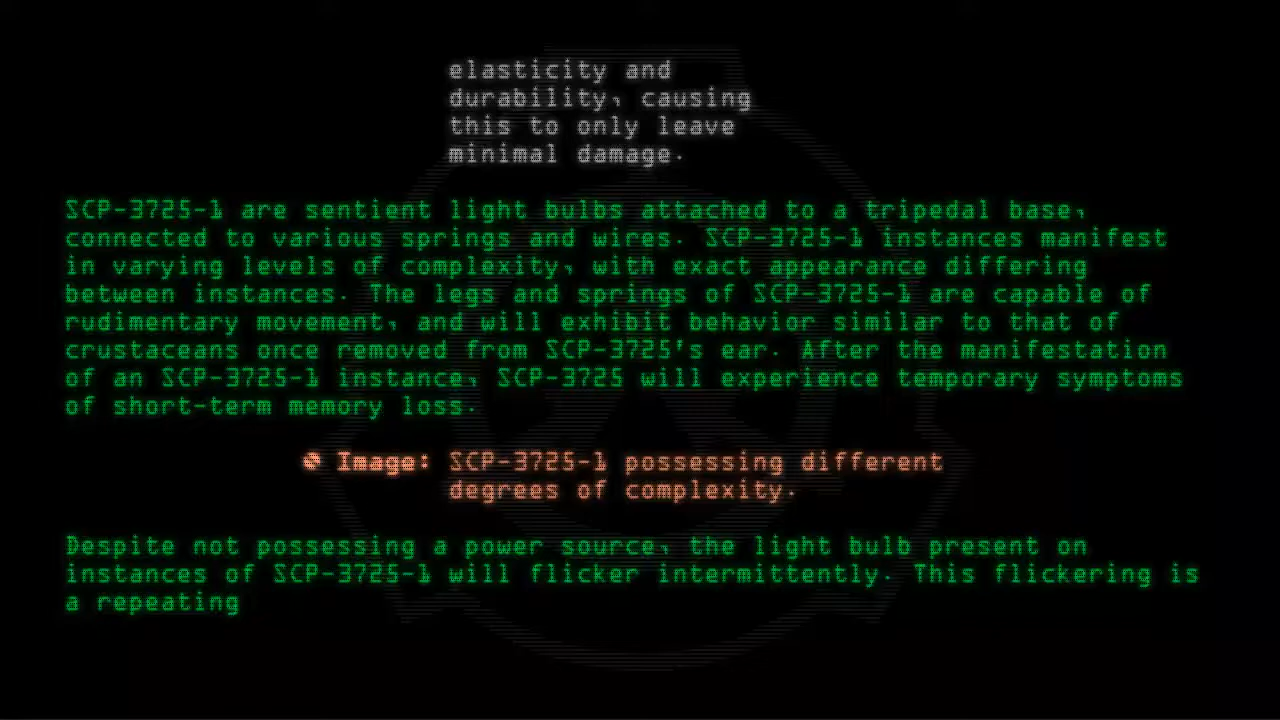 elasticity and
durability, causing
this to only leave
minimal damage.
SCP-3725-1 are sentient light bulbs attached to a tripedal base,
connected to various springs and wires. SCP-3725-1 instances manifest
in varying levels of complexity, with exact appearance differing
between instances. The legs and springs of SCP-3725-1 are capable of
rudimentary movement, and will exhibit behavior similar to that of
crustaceans once removed from SCP-3725's ear. After the manifestation
of an SCP-3725-1 instance, SCP-3725 will experience temporary symptoms
of short-term memory loss.
Image: SCP-3725-1 possessing different
degrees of complexity.
Despite not possessing a power source, the light bulb present on
instances of SCP-3725-1 will flicker intermittently. This flickering is
a repeating